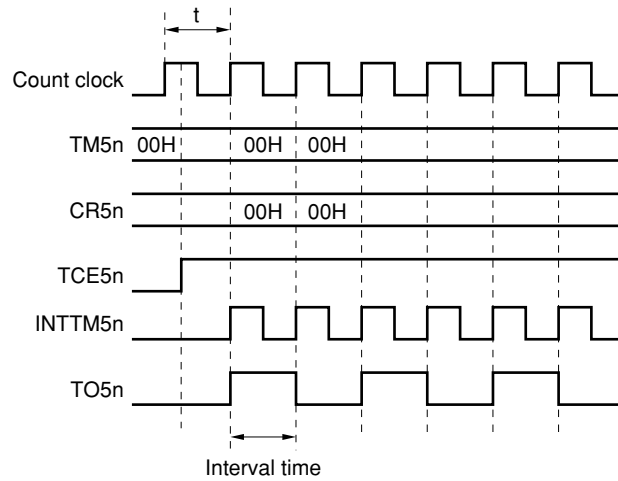 t
Count clock
TM5n 00H 00H 00H
CR5n 00H 00H
TCE5n
INTTM5n
TO5n
Interval time